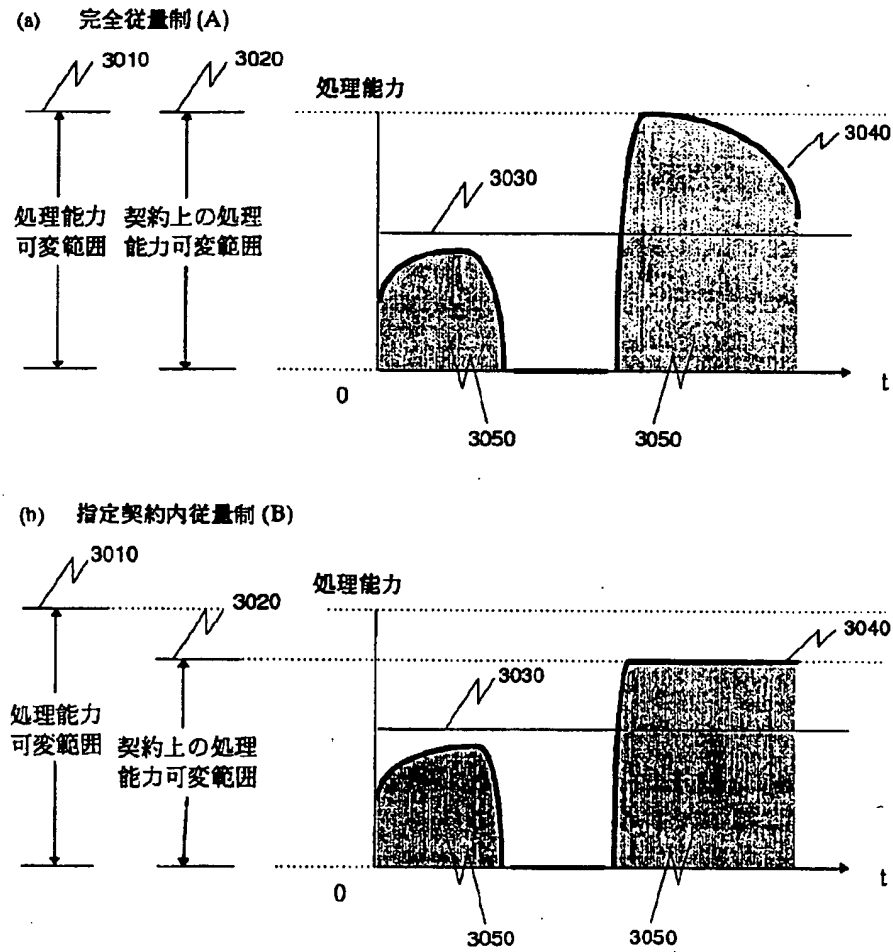 (a) 完全従量制 (A)
3010
3020
処理能力
3040
3030
処理能力
可変範囲
契約上の処理
能力可変範囲
0
t
3050
3050
(b) 指定契約内従量制 (B)
3010
処理能力
3020
3040
3030
処理能力
可変範囲
契約上の処理
能力可変範囲
0
t
3050
3050